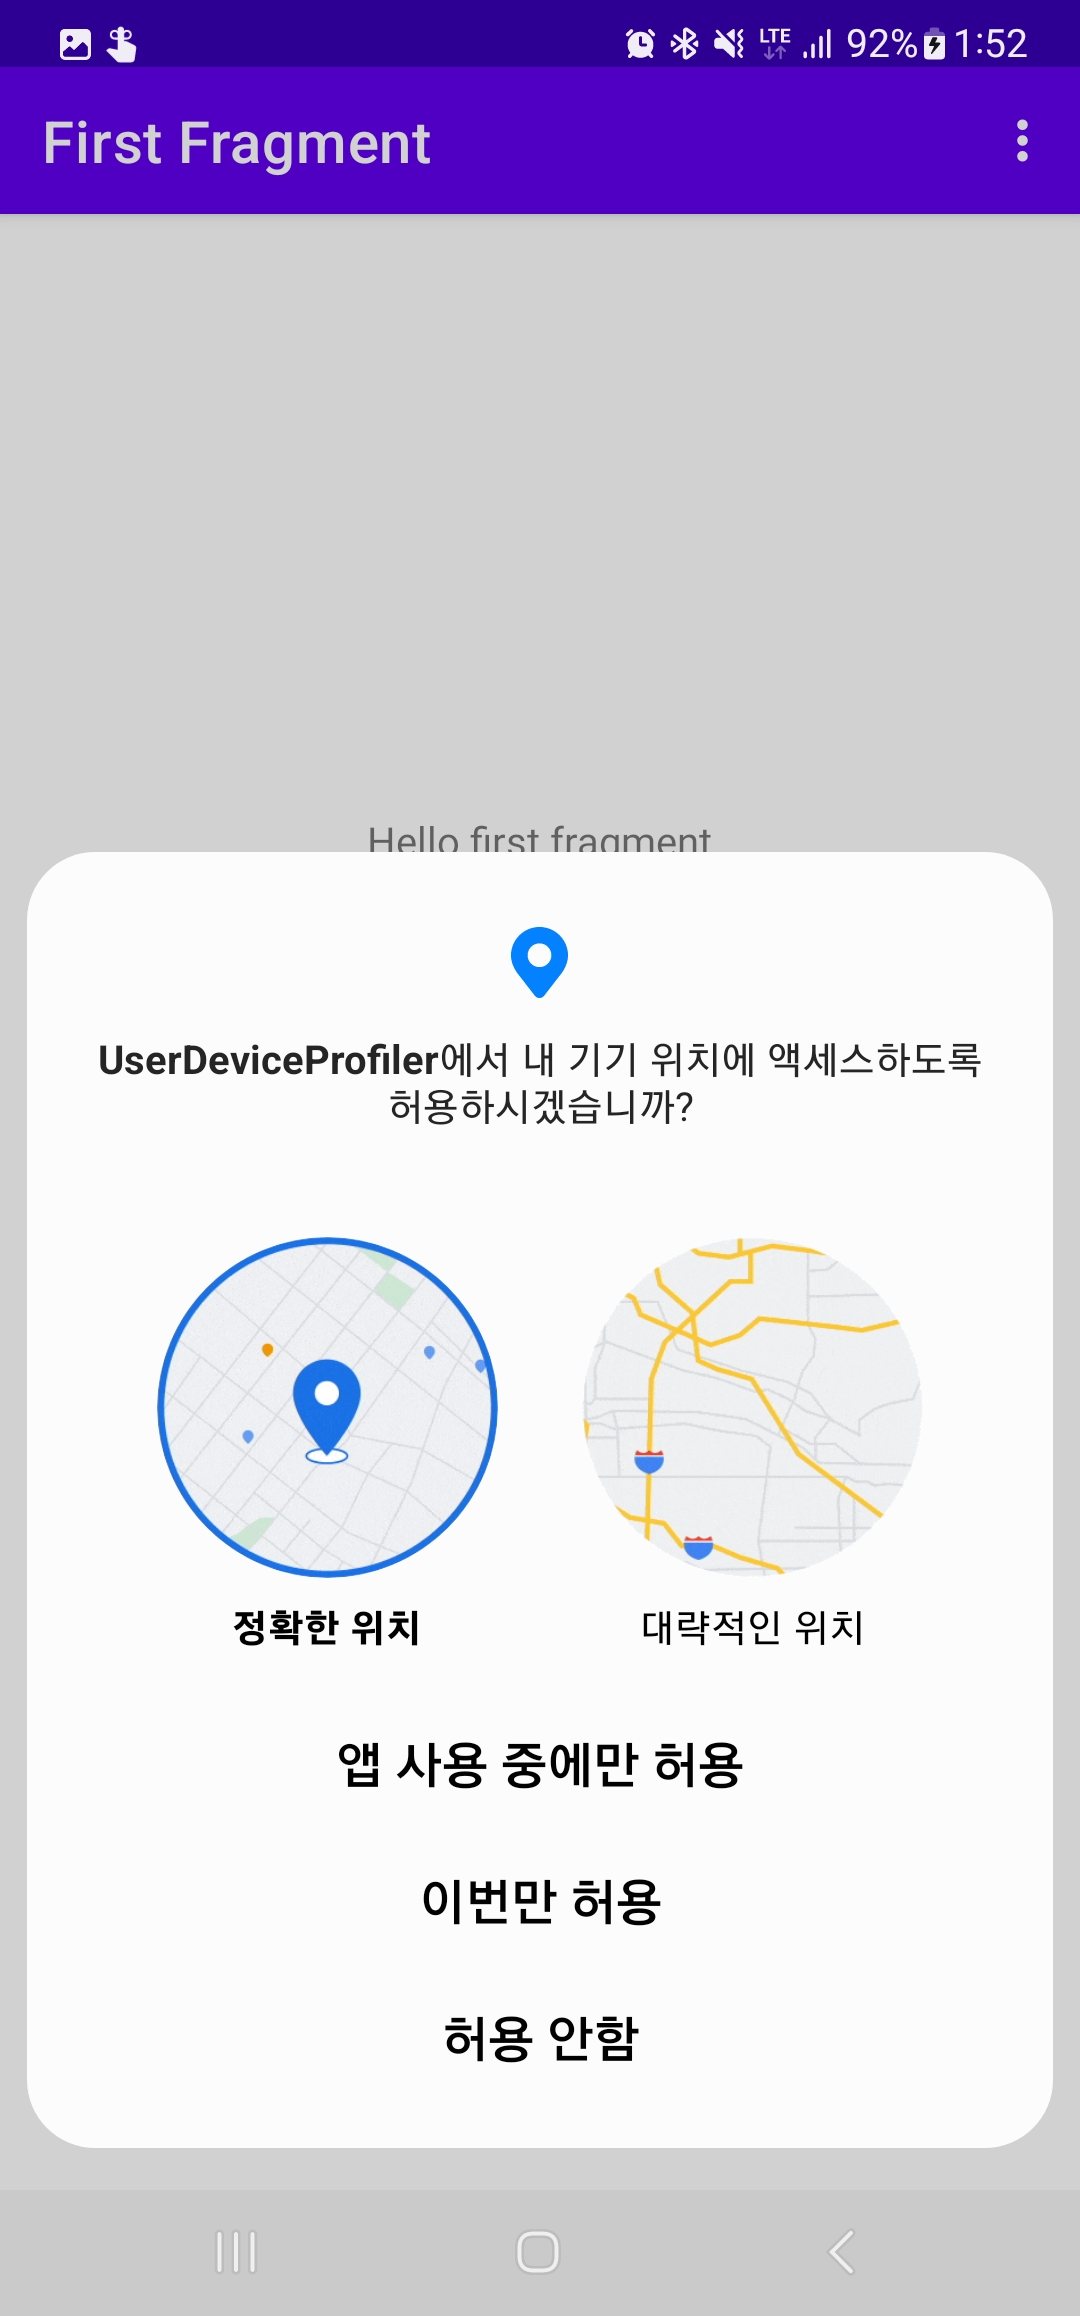 LTE 92% 1:52
First Fragment
Hello first fragment
UserDeviceProfiler에서 내 기기 위치에 액세스하도록
허용하시겠습니까?
정확한 위치 대략적인 위치
앱 사용 중에만 허용
이번만 허용
허용 안함